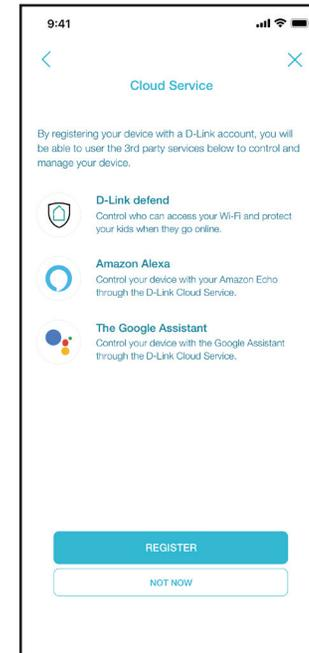 9:41
Cloud Service
By registering your device with a D-Link account, you will
be able to user the 3rd party services below to control and
manage your device.
D-Link defend
Control who can access your Wi-Fi and protect
your kids when they go online.
Amazon Alexa
Control your device with your Amazon Echo
through the D-Link Cloud Service.
The Google Assistant
Control your device with the Google Assistant
through the D-Link Cloud Service.
REGISTER
NOT NOW